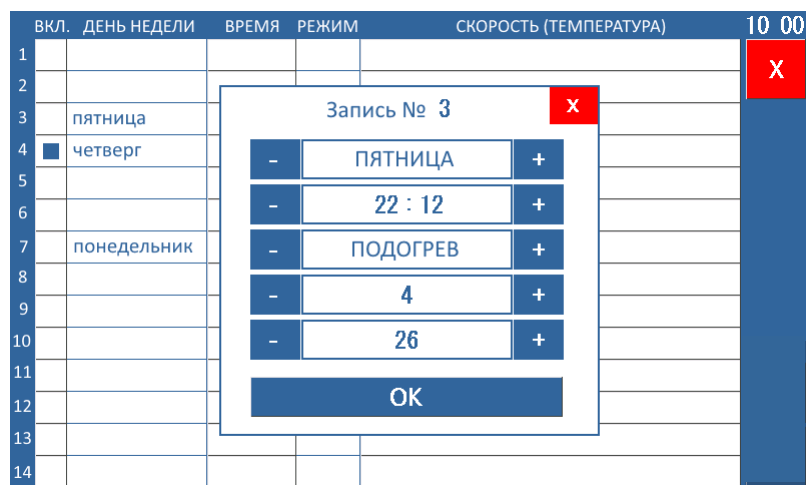 ВКЛ. ДЕНЬ НЕДЕЛИ ВРЕМЯ РЕЖИМ СКОРОСТЬ (ТЕМПЕРАТУРА) 10 00
X
1
2
3 пятница
4 четверг
5
6
7 понедельник
8
9
10
11
12
13
14
Запись № 3 X
- ПЯТНИЦА +
- 22 : 12 +
- ПОДОГРЕВ +
- 4 +
- 26 +
OK